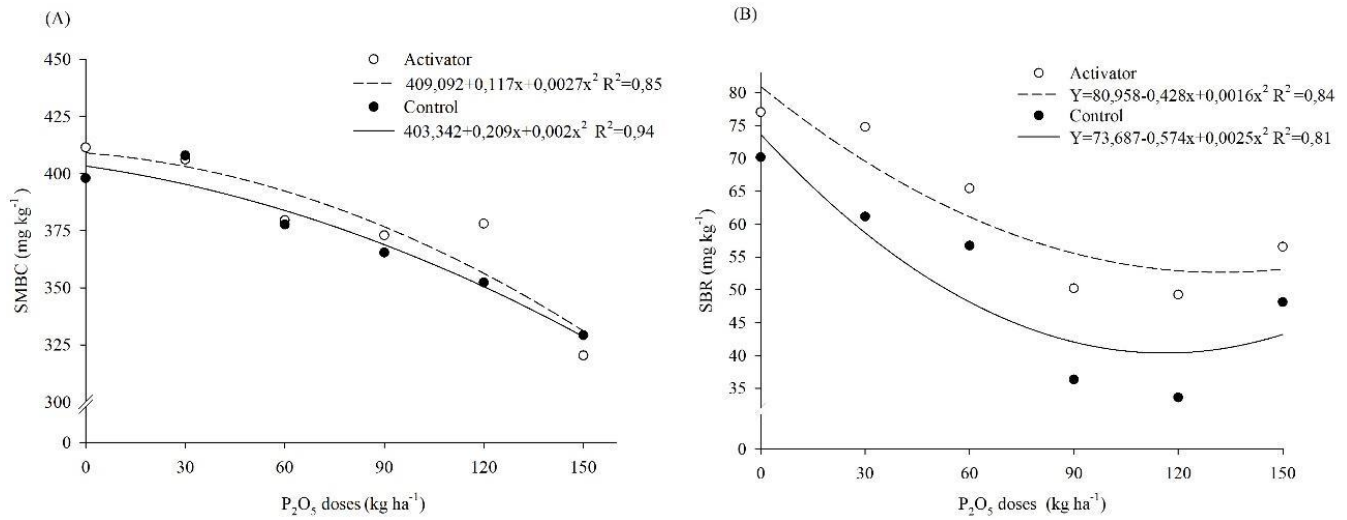 (A)
450
425
400
375
350
325
300
0
SMBC (mg kg⁻¹)
Activator
409,092+0,117x+0,0027x² R²=0,85
Control
403,342+0,209x+0,002x² R²=0,94
0 30 60 90 120 150
P₂O₅ doses (kg ha⁻¹)
(B)
80
75
70
65
60
55
50
45
40
35
0
SBR (mg kg⁻¹)
Activator
Y=80,958-0,428x+0,0016x² R²=0,84
Control
Y=73,687-0,574x+0,0025x² R²=0,81
0 30 60 90 120 150
P₂O₅ doses (kg ha⁻¹)